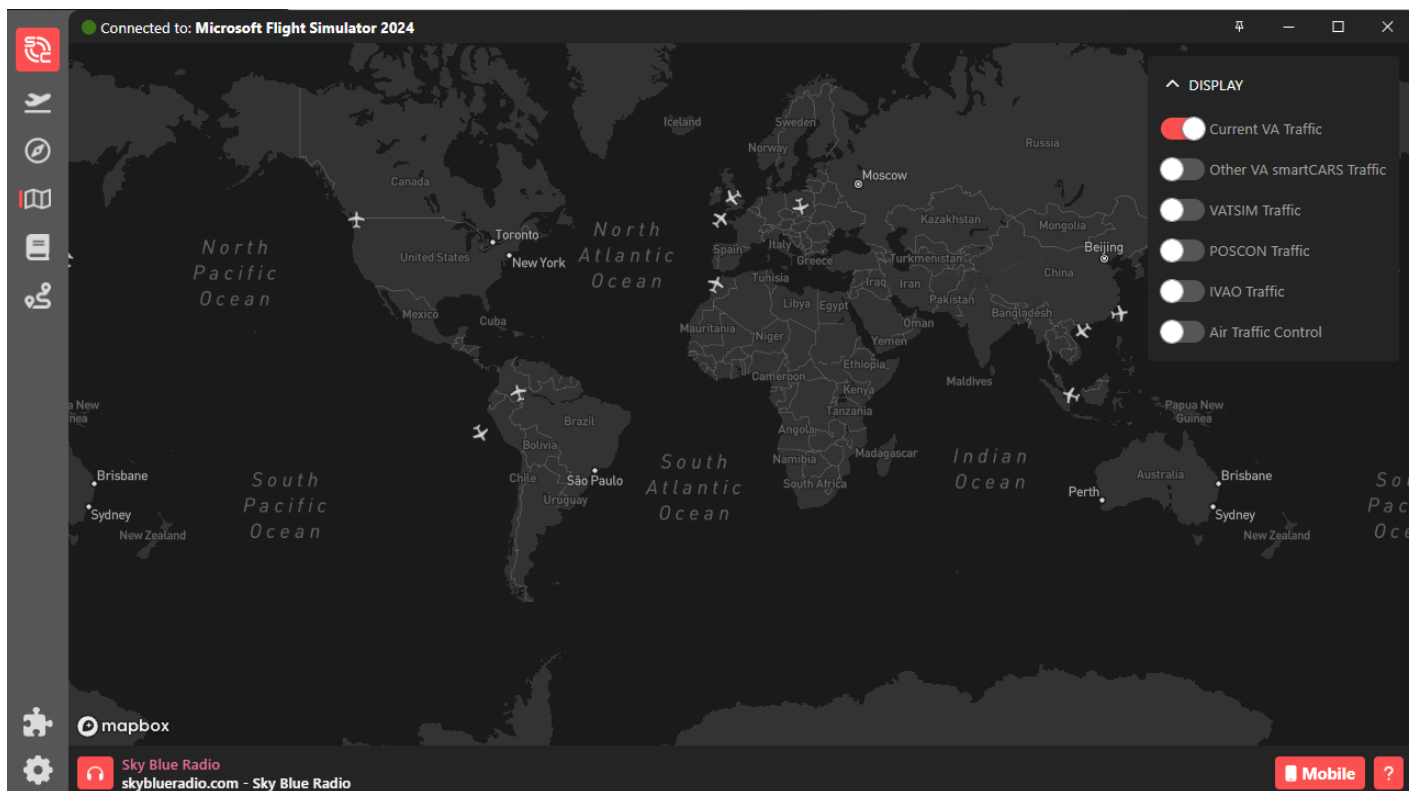 Connected to: Microsoft Flight Simulator 2024
DISPLAY
Current VA Traffic
Other VA smartCARS Traffic
VATSIM Traffic
POSCON Traffic
IVAO Traffic
Air Traffic Control
Iceland
Sweden
Norway
Russia
Moscow
Canada
Kazakhstan
Mongolia
North
Pacific
Ocean
Toronto
New York
United States
North
Atlantic
Ocean
Spain
Italy
Greece
Turkmenistan
Beijing
China
Tunisia
Iraq
Iran
Pakistan
Libya
Egypt
Mexico
Cuba
Bangladesh
Oman
Mauritania
Niger
Yemen
Cameroon
Ethiopia
Kenya
Maldives
Tanzania
Papua New
Guinea
a New
nea
Brazil
Angola
Bolivia
Namibia
Madagascar
Indian
Ocean
South
Atlantic
Ocean
Brisbane
South
Pacific
Ocean
Chile
São Paulo
South Africa
Uruguay
Australia
Brisbane
Perth
Sydney
Sydney
New Zealand
New Zealand
Sou
Pac
Oce
mapbox
Sky Blue Radio
skyblueradio.com - Sky Blue Radio
Mobile
?